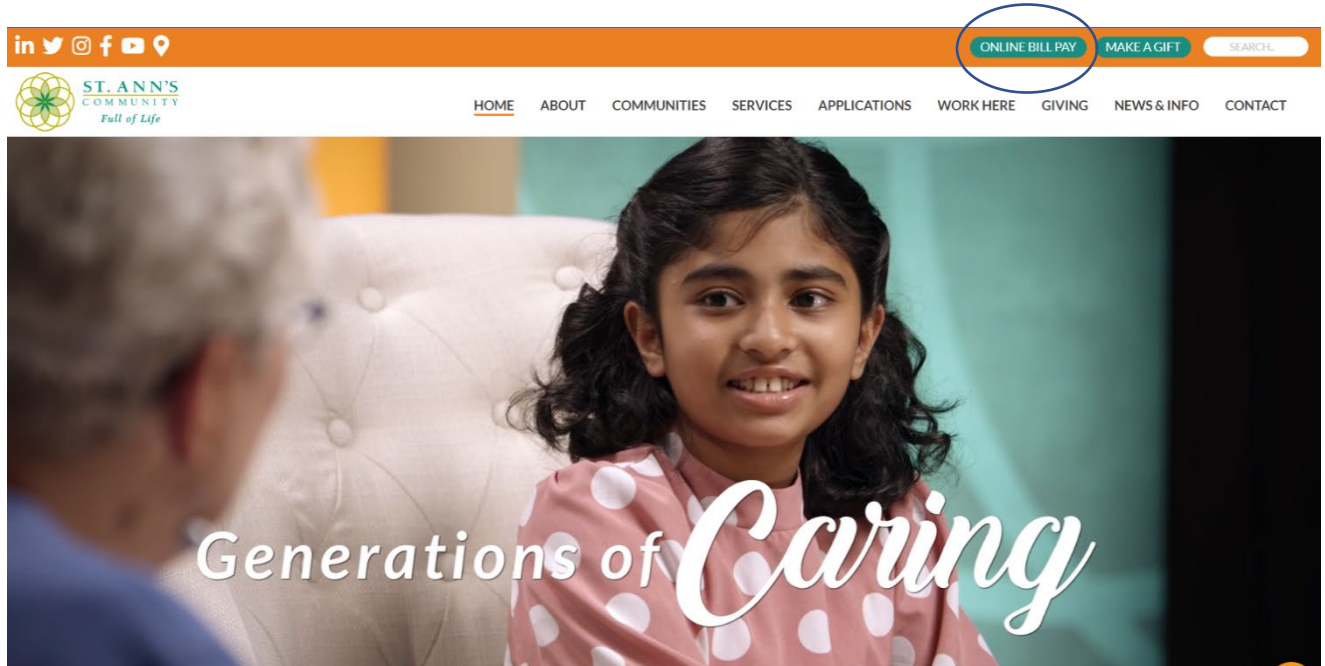 ONLINE BILL PAY MAKE A GIFT SEARCH...
ST. ANN'S
COMMUNITY
Full of Life
HOME ABOUT COMMUNITIES SERVICES APPLICATIONS WORK HERE GIVING NEWS & INFO CONTACT
Generations of Caring